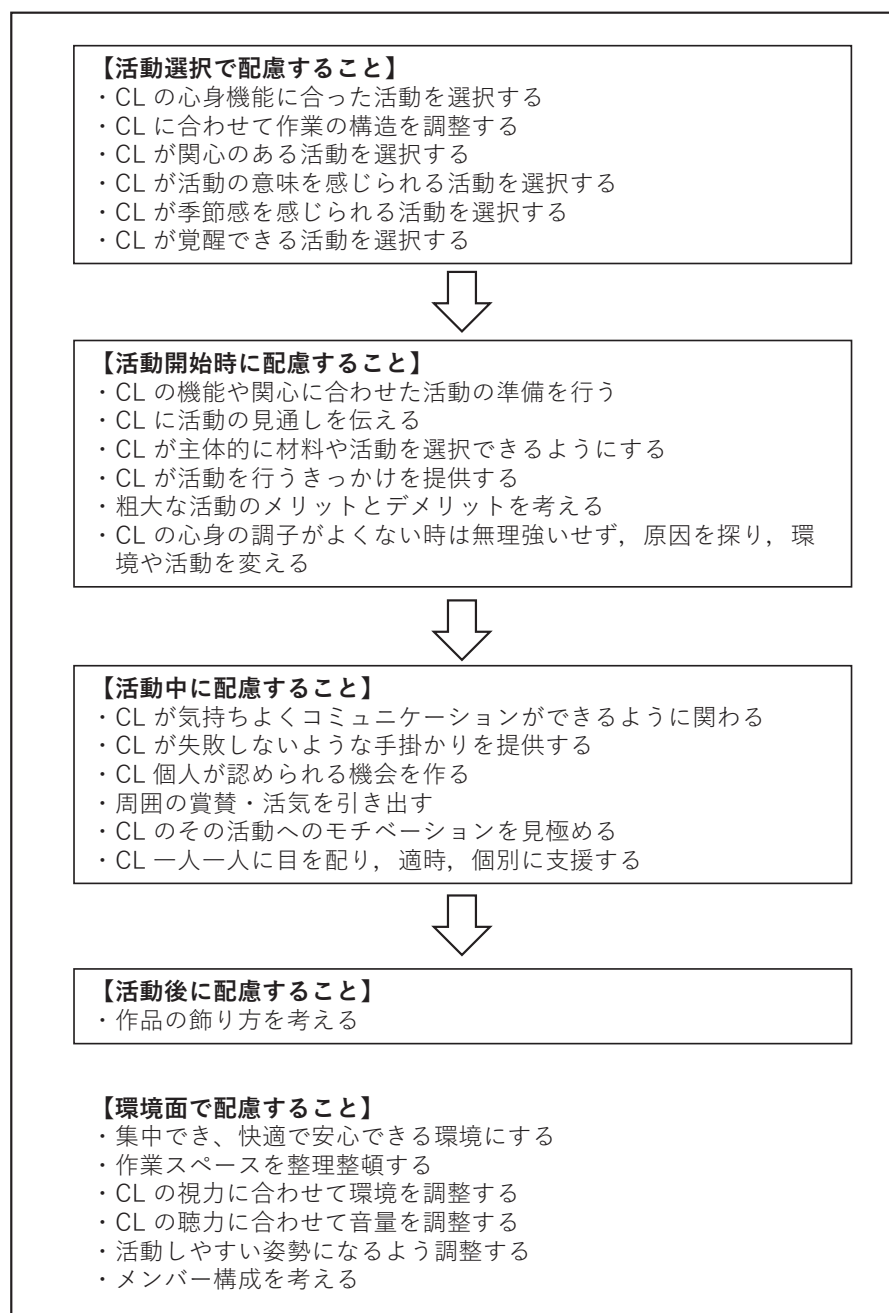 【活動選択で配慮すること】
・CL の心身機能に合った活動を選択する
・CL に合わせて作業の構造を調整する
・CL が関心のある活動を選択する
・CL が活動の意味を感じられる活動を選択する
・CL が季節感を感じられる活動を選択する
・CL が覚醒できる活動を選択する
【活動開始時に配慮すること】
・CL の機能や関心に合わせた活動の準備を行う
・CL に活動の見通しを伝える
・CL が主体的に材料や活動を選択できるようにする
・CL が活動を行うきっかけを提供する
・粗大な活動のメリットとデメリットを考える
・CL の心身の調子がよくない時は無理強いせず，原因を探り，環
境や活動を変える
【活動中に配慮すること】
・CL が気持ちよくコミュニケーションができるように関わる
・CL が失敗しないような手掛かりを提供する
・CL 個人が認められる機会を作る
・周囲の賞賛・活気を引き出す
・CL のその活動へのモチベーションを見極める
・CL 一人一人に目を配り，適時，個別に支援する
【活動後に配慮すること】
・作品の飾り方を考える
【環境面で配慮すること】
・集中でき、快適で安心できる環境にする
・作業スペースを整理整頓する
・CL の視力に合わせて環境を調整する
・CL の聴力に合わせて音量を調整する
・活動しやすい姿勢になるよう調整する
・メンバー構成を考える